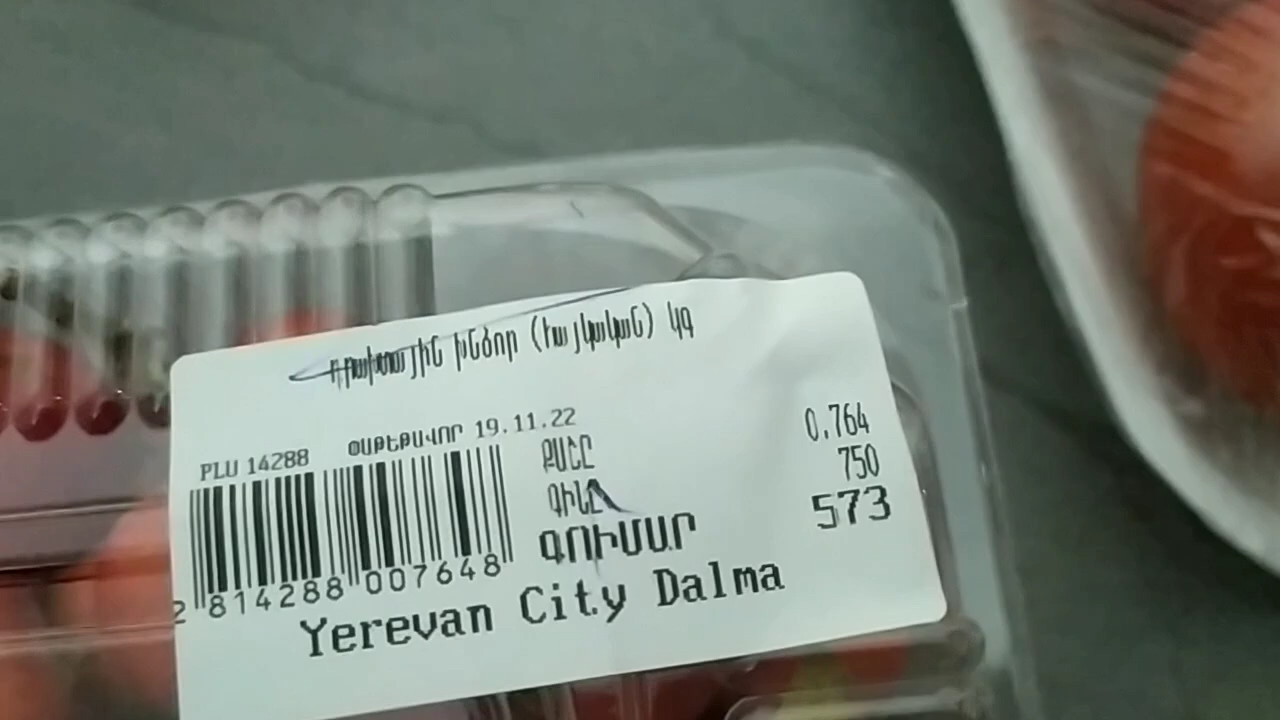 դրախտային խնձոր (հայկական) կգ
PLU 14288 ՓԱԹԵԹԱՎՈՐ 19.11.22
ՔԱՇԸ 0.764
ԳԻՆԸ 750
ԳՈՒՄԱՐ 573
2 814288 007648
Yerevan City Dalma